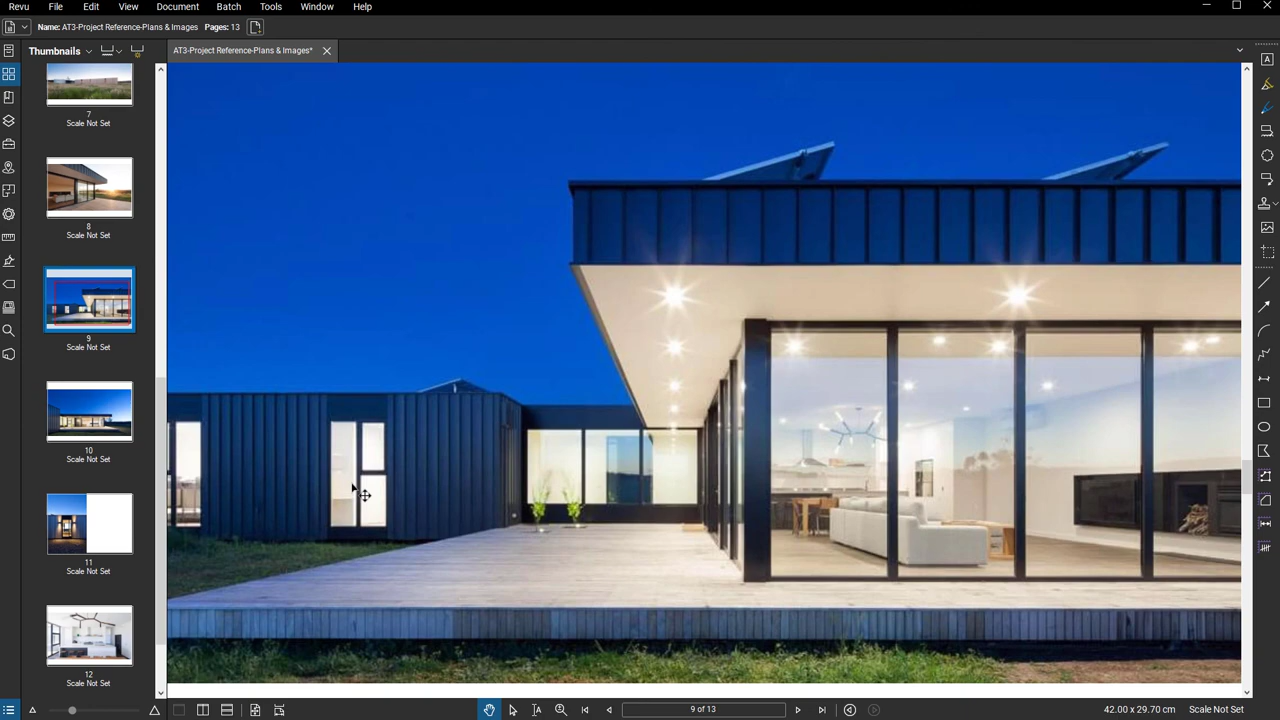 Revu File Edit View Document Batch Tools Window Help
Name: AT3-Project Reference-Plans & Images Pages: 13
Thumbnails
AT3-Project Reference-Plans & Images*
7
Scale Not Set
8
Scale Not Set
9
Scale Not Set
10
Scale Not Set
11
Scale Not Set
12
Scale Not Set
9 of 13
42.00 x 29.70 cm
Scale Not Set